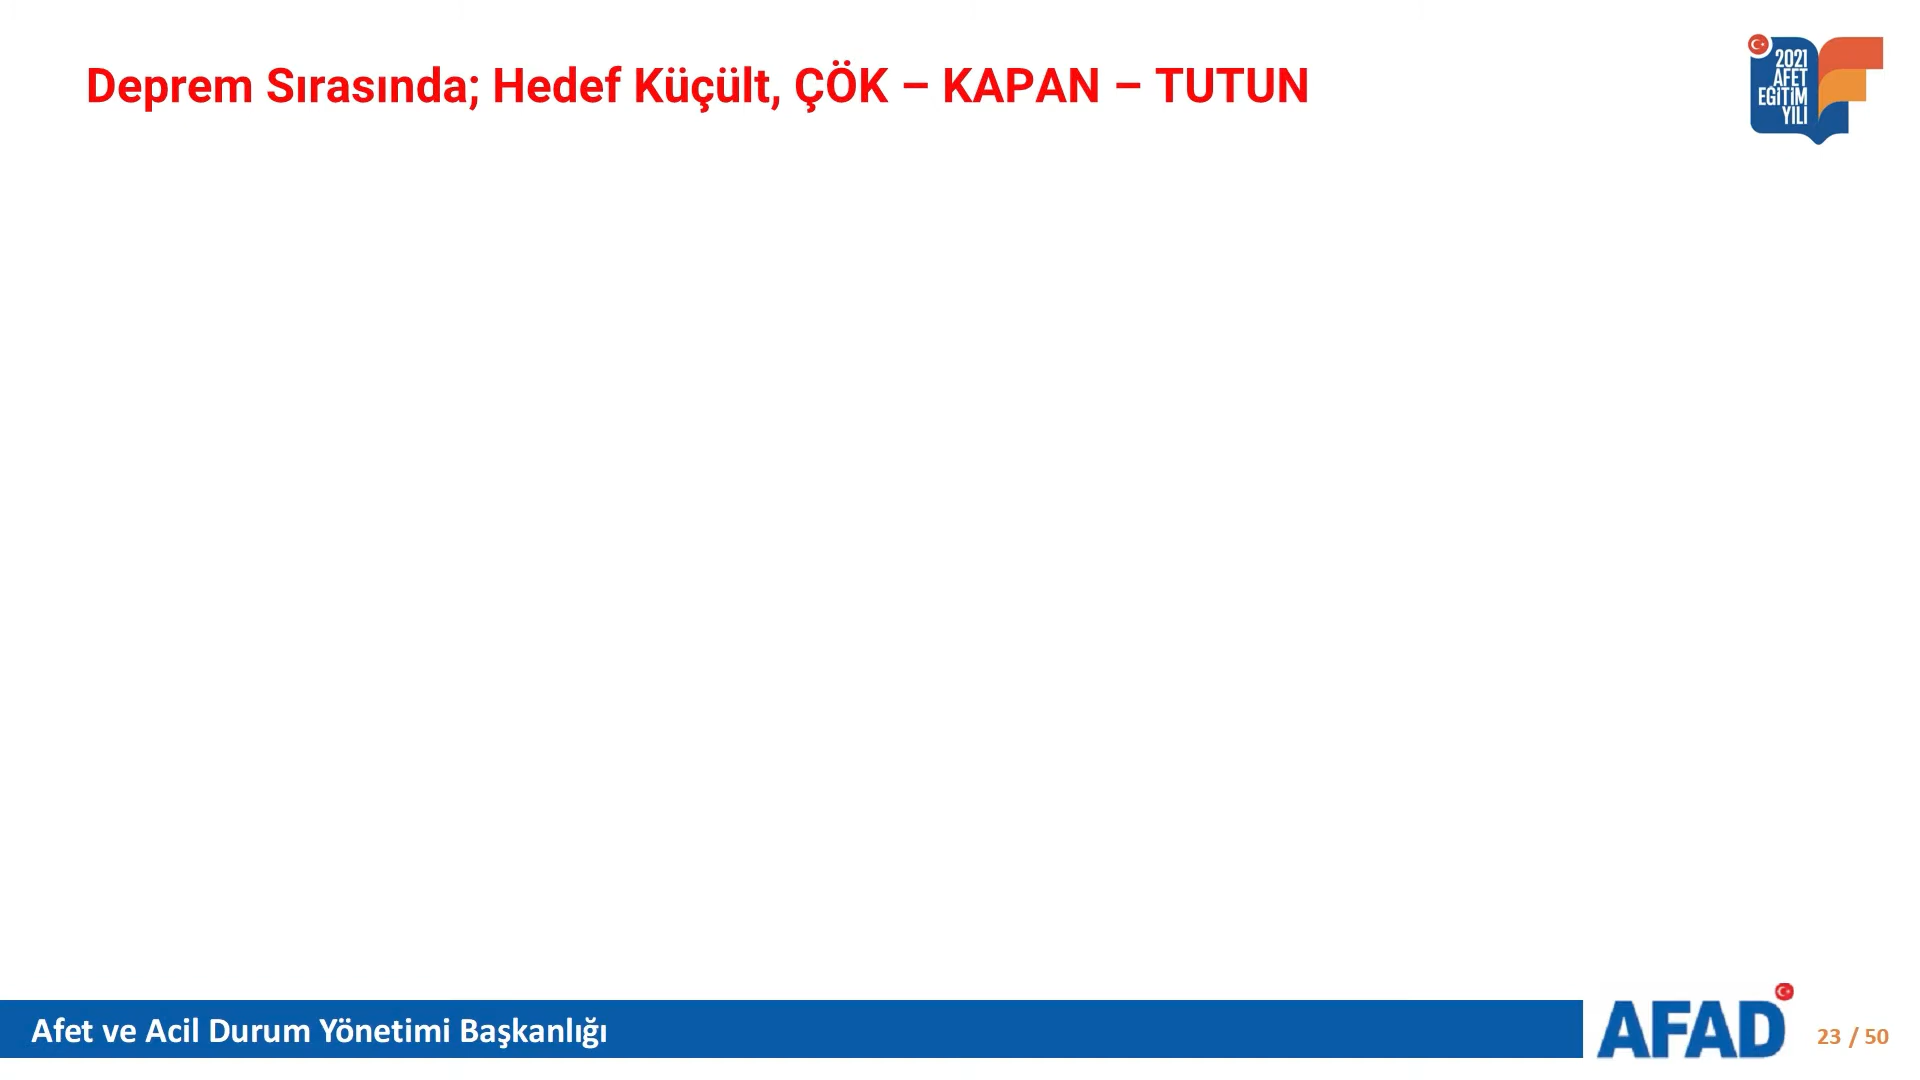 Deprem Sırasında; Hedef Küçült, ÇÖK – KAPAN – TUTUN
2021
AFET
EĞİTİM
YILI
Afet ve Acil Durum Yönetimi Başkanlığı
AFAD
23 / 50